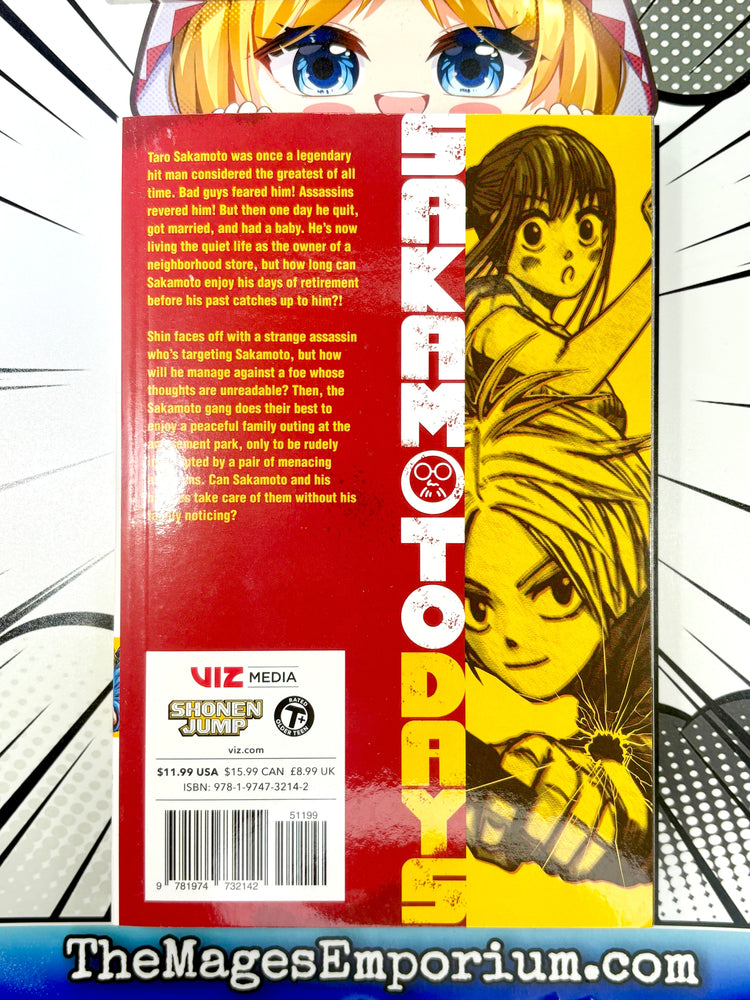 Taro Sakamoto was once a legendary
hit man considered the greatest of all
time. Bad guys feared him! Assassins
revered him! But then one day he quit,
got married, and had a baby. He's now
living the quiet life as the owner of a
neighborhood store, but how long can
Sakamoto enjoy his days of retirement
before his past catches up to him?!
Shin faces off with a strange assassin
who's targeting Sakamoto, but how
will he manage against a foe whose
thoughts are unreadable? Then, the
Sakamoto gang does their best to
enjoy a peaceful family outing at the
amusement park, only to be rudely
interrupted by a pair of menacing
Can Sakamoto and his
take care of them without his
family noticing?
SAKAMOTO DAYS
VIZ MEDIA
SHONEN
JUMP
RATED
T+
OLDER TEEN
viz.com
$11.99 USA $15.99 CAN £8.99 UK
ISBN: 978-1-9747-3214-2
51199
9 781974 732142
TheMagesEmporium.com